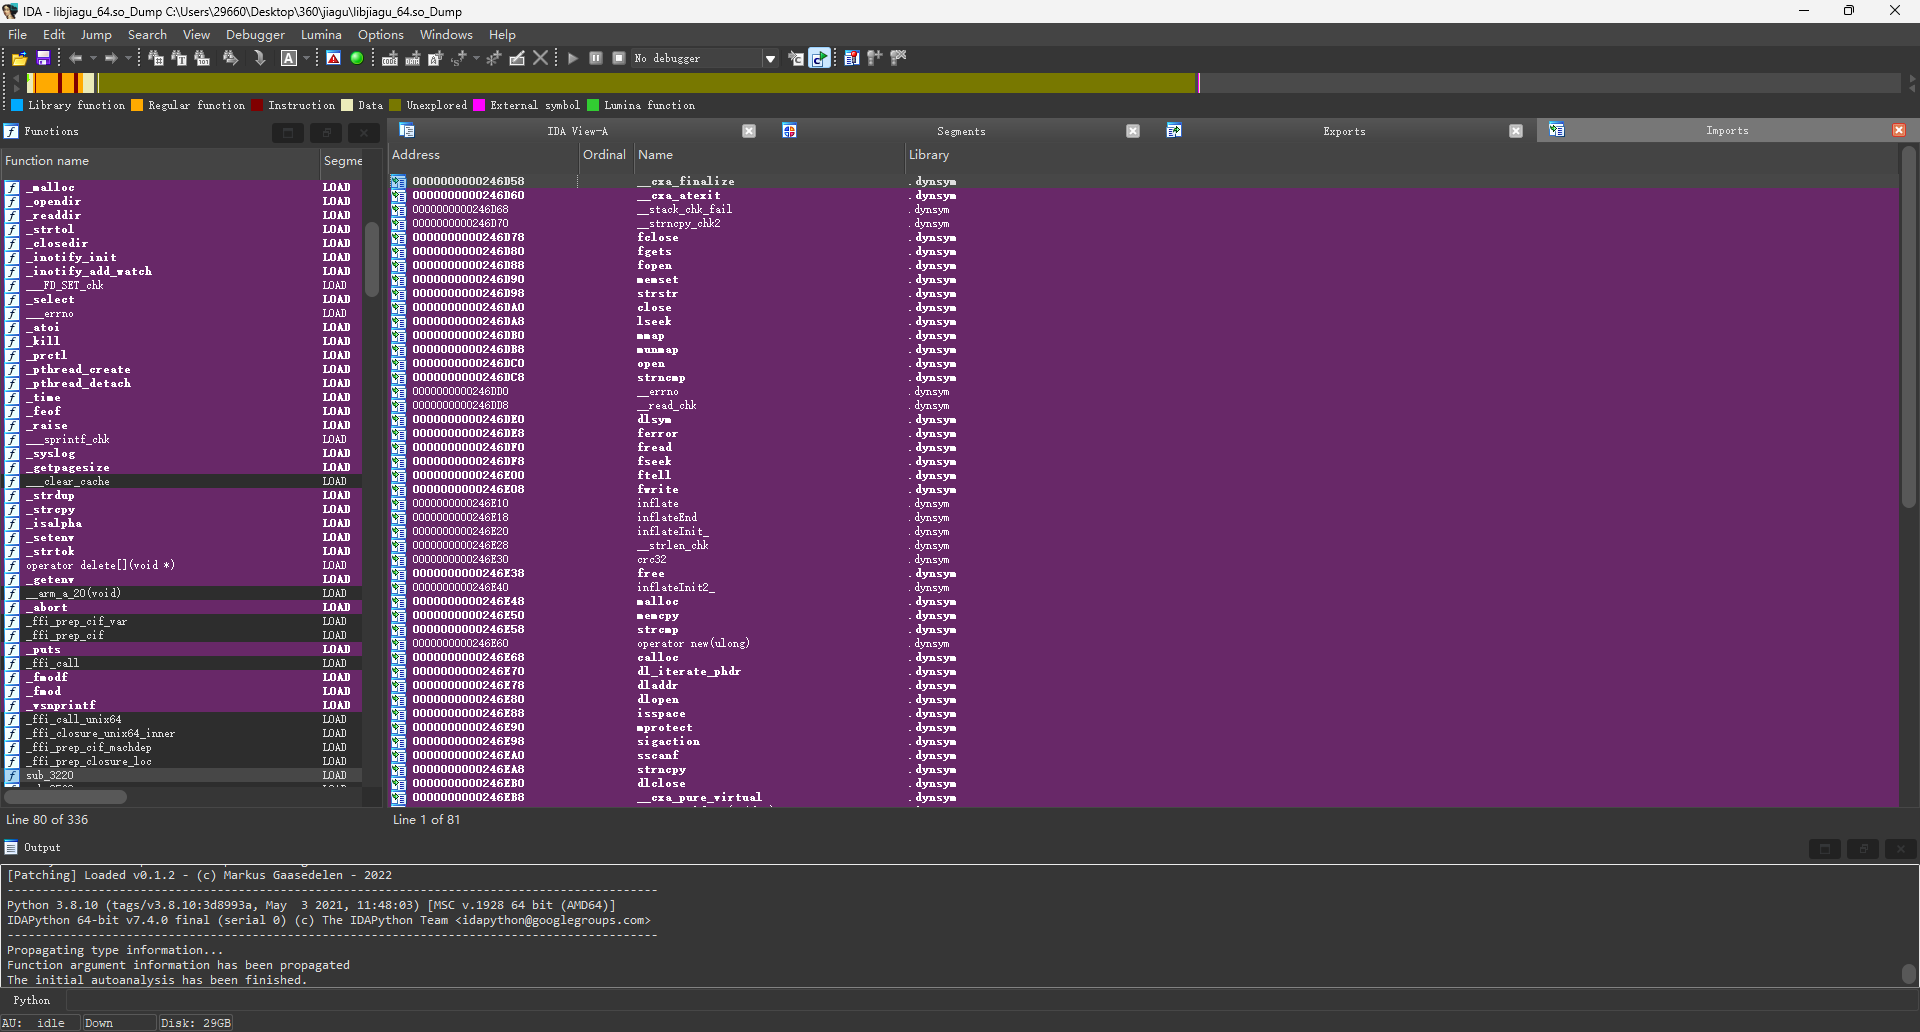 IDA - libjiagu_64.so_Dump C:\Users\29660\Desktop\360\jiagu\libjiagu_64.so_Dump
File Edit Jump Search View Debugger Lumina Options Windows Help
No debugger
Library function Regular function Instruction Data Unexplored External symbol Lumina function
Functions
Function name Segme
_malloc LOAD
_opendir LOAD
_readdir LOAD
_strtol LOAD
_closedir LOAD
_inotify_init LOAD
_inotify_add_watch LOAD
___FD_SET_chk LOAD
_select LOAD
___errno LOAD
_atoi LOAD
_kill LOAD
_prctl LOAD
_pthread_create LOAD
_pthread_detach LOAD
_time LOAD
_feof LOAD
_raise LOAD
___sprintf_chk LOAD
_syslog LOAD
_getpagesize LOAD
___clear_cache LOAD
_strdup LOAD
_strcpy LOAD
_isalpha LOAD
_setenv LOAD
_strtok LOAD
operator delete[](void *) LOAD
_getenv LOAD
__arm_a_20(void) LOAD
_abort LOAD
_ffi_prep_cif_var LOAD
_ffi_prep_cif LOAD
_puts LOAD
_ffi_call LOAD
_fmodf LOAD
_fmod LOAD
_vsnprintf LOAD
_ffi_call_unix64 LOAD
_ffi_closure_unix64_inner LOAD
_ffi_prep_cif_machdep LOAD
_ffi_prep_closure_loc LOAD
sub_3220 LOAD
Line 80 of 336
IDA View-A Segments Exports Imports
Address Ordinal Name Library
0000000000246D58 __cxa_finalize .dynsym
0000000000246D60 __cxa_atexit .dynsym
0000000000246D68 __stack_chk_fail .dynsym
0000000000246D70 __strncpy_chk2 .dynsym
0000000000246D78 fclose .dynsym
0000000000246D80 fgets .dynsym
0000000000246D88 fopen .dynsym
0000000000246D90 memset .dynsym
0000000000246D98 strstr .dynsym
0000000000246DA0 close .dynsym
0000000000246DA8 lseek .dynsym
0000000000246DB0 mmap .dynsym
0000000000246DB8 munmap .dynsym
0000000000246DC0 open .dynsym
0000000000246DC8 strncmp .dynsym
0000000000246DD0 __errno .dynsym
0000000000246DD8 __read_chk .dynsym
0000000000246DE0 dlsym .dynsym
0000000000246DE8 ferror .dynsym
0000000000246DF0 fread .dynsym
0000000000246DF8 fseek .dynsym
0000000000246E00 ftell .dynsym
0000000000246E08 fwrite .dynsym
0000000000246E10 inflate .dynsym
0000000000246E18 inflateEnd .dynsym
0000000000246E20 inflateInit_ .dynsym
0000000000246E28 __strlen_chk .dynsym
0000000000246E30 crc32 .dynsym
0000000000246E38 free .dynsym
0000000000246E40 inflateInit2_ .dynsym
0000000000246E48 malloc .dynsym
0000000000246E50 memcpy .dynsym
0000000000246E58 strcmp .dynsym
0000000000246E60 operator new(ulong) .dynsym
0000000000246E68 calloc .dynsym
0000000000246E70 dl_iterate_phdr .dynsym
0000000000246E78 dladdr .dynsym
0000000000246E80 dlopen .dynsym
0000000000246E88 isspace .dynsym
0000000000246E90 mprotect .dynsym
0000000000246E98 sigaction .dynsym
0000000000246EA0 sscanf .dynsym
0000000000246EA8 strncpy .dynsym
0000000000246EB0 dlclose .dynsym
0000000000246EB8 __cxa_pure_virtual .dynsym
Line 1 of 81
Output
[Patching] Loaded v0.1.2 - (c) Markus Gaasedelen - 2022
Python 3.8.10 (tags/v3.8.10:3d8993a, May 3 2021, 11:48:03) [MSC v.1928 64 bit (AMD64)]
IDAPython 64-bit v7.4.0 final (serial 0) (c) The IDAPython Team <idapython@googlegroups.com>
Propagating type information...
Function argument information has been propagated
The initial autoanalysis has been finished.
Python
AU: idle Down Disk: 29GB